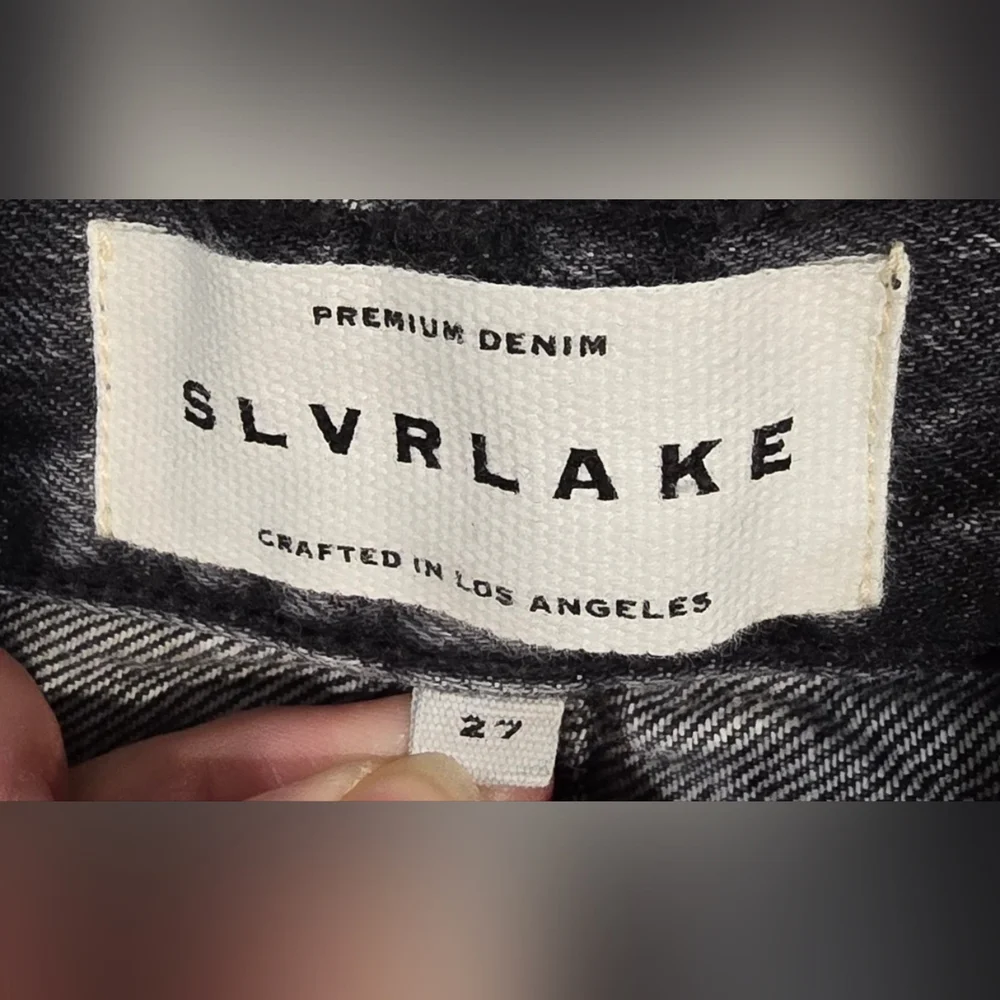 PREMIUM DENIM
SLVRLAKE
CRAFTED IN LOS ANGELES
27